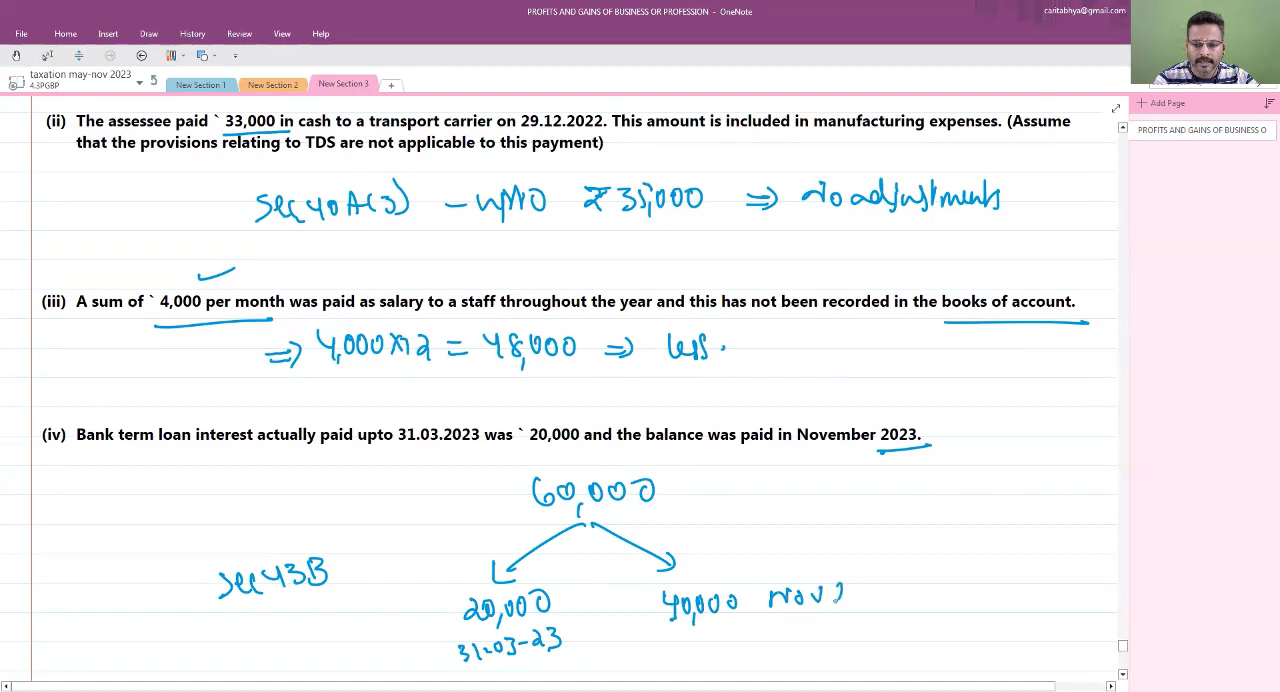 PROFITS AND GAINS OF BUSINESS OR PROFESSION - OneNote
caritabhya@gmail.com
File Home Insert Draw History Review View Help
taxation may-nov 2023
4.3PGBP
New Section 1 New Section 2 New Section 3 +
Add Page
PROFITS AND GAINS OF BUSINESS O
(ii) The assessee paid ` 33,000 in cash to a transport carrier on 29.12.2022. This amount is included in manufacturing expenses. (Assume
that the provisions relating to TDS are not applicable to this payment)
Sec 40A(3) - upto ₹35,000 ⇒ No adjustments
(iii) A sum of ` 4,000 per month was paid as salary to a staff throughout the year and this has not been recorded in the books of account.
⇒ 4,000×12 = 48,000 ⇒ less.
(iv) Bank term loan interest actually paid upto 31.03.2023 was ` 20,000 and the balance was paid in November 2023.
60,000
Sec 43B
20,000 40,000 Nov
31-03-23